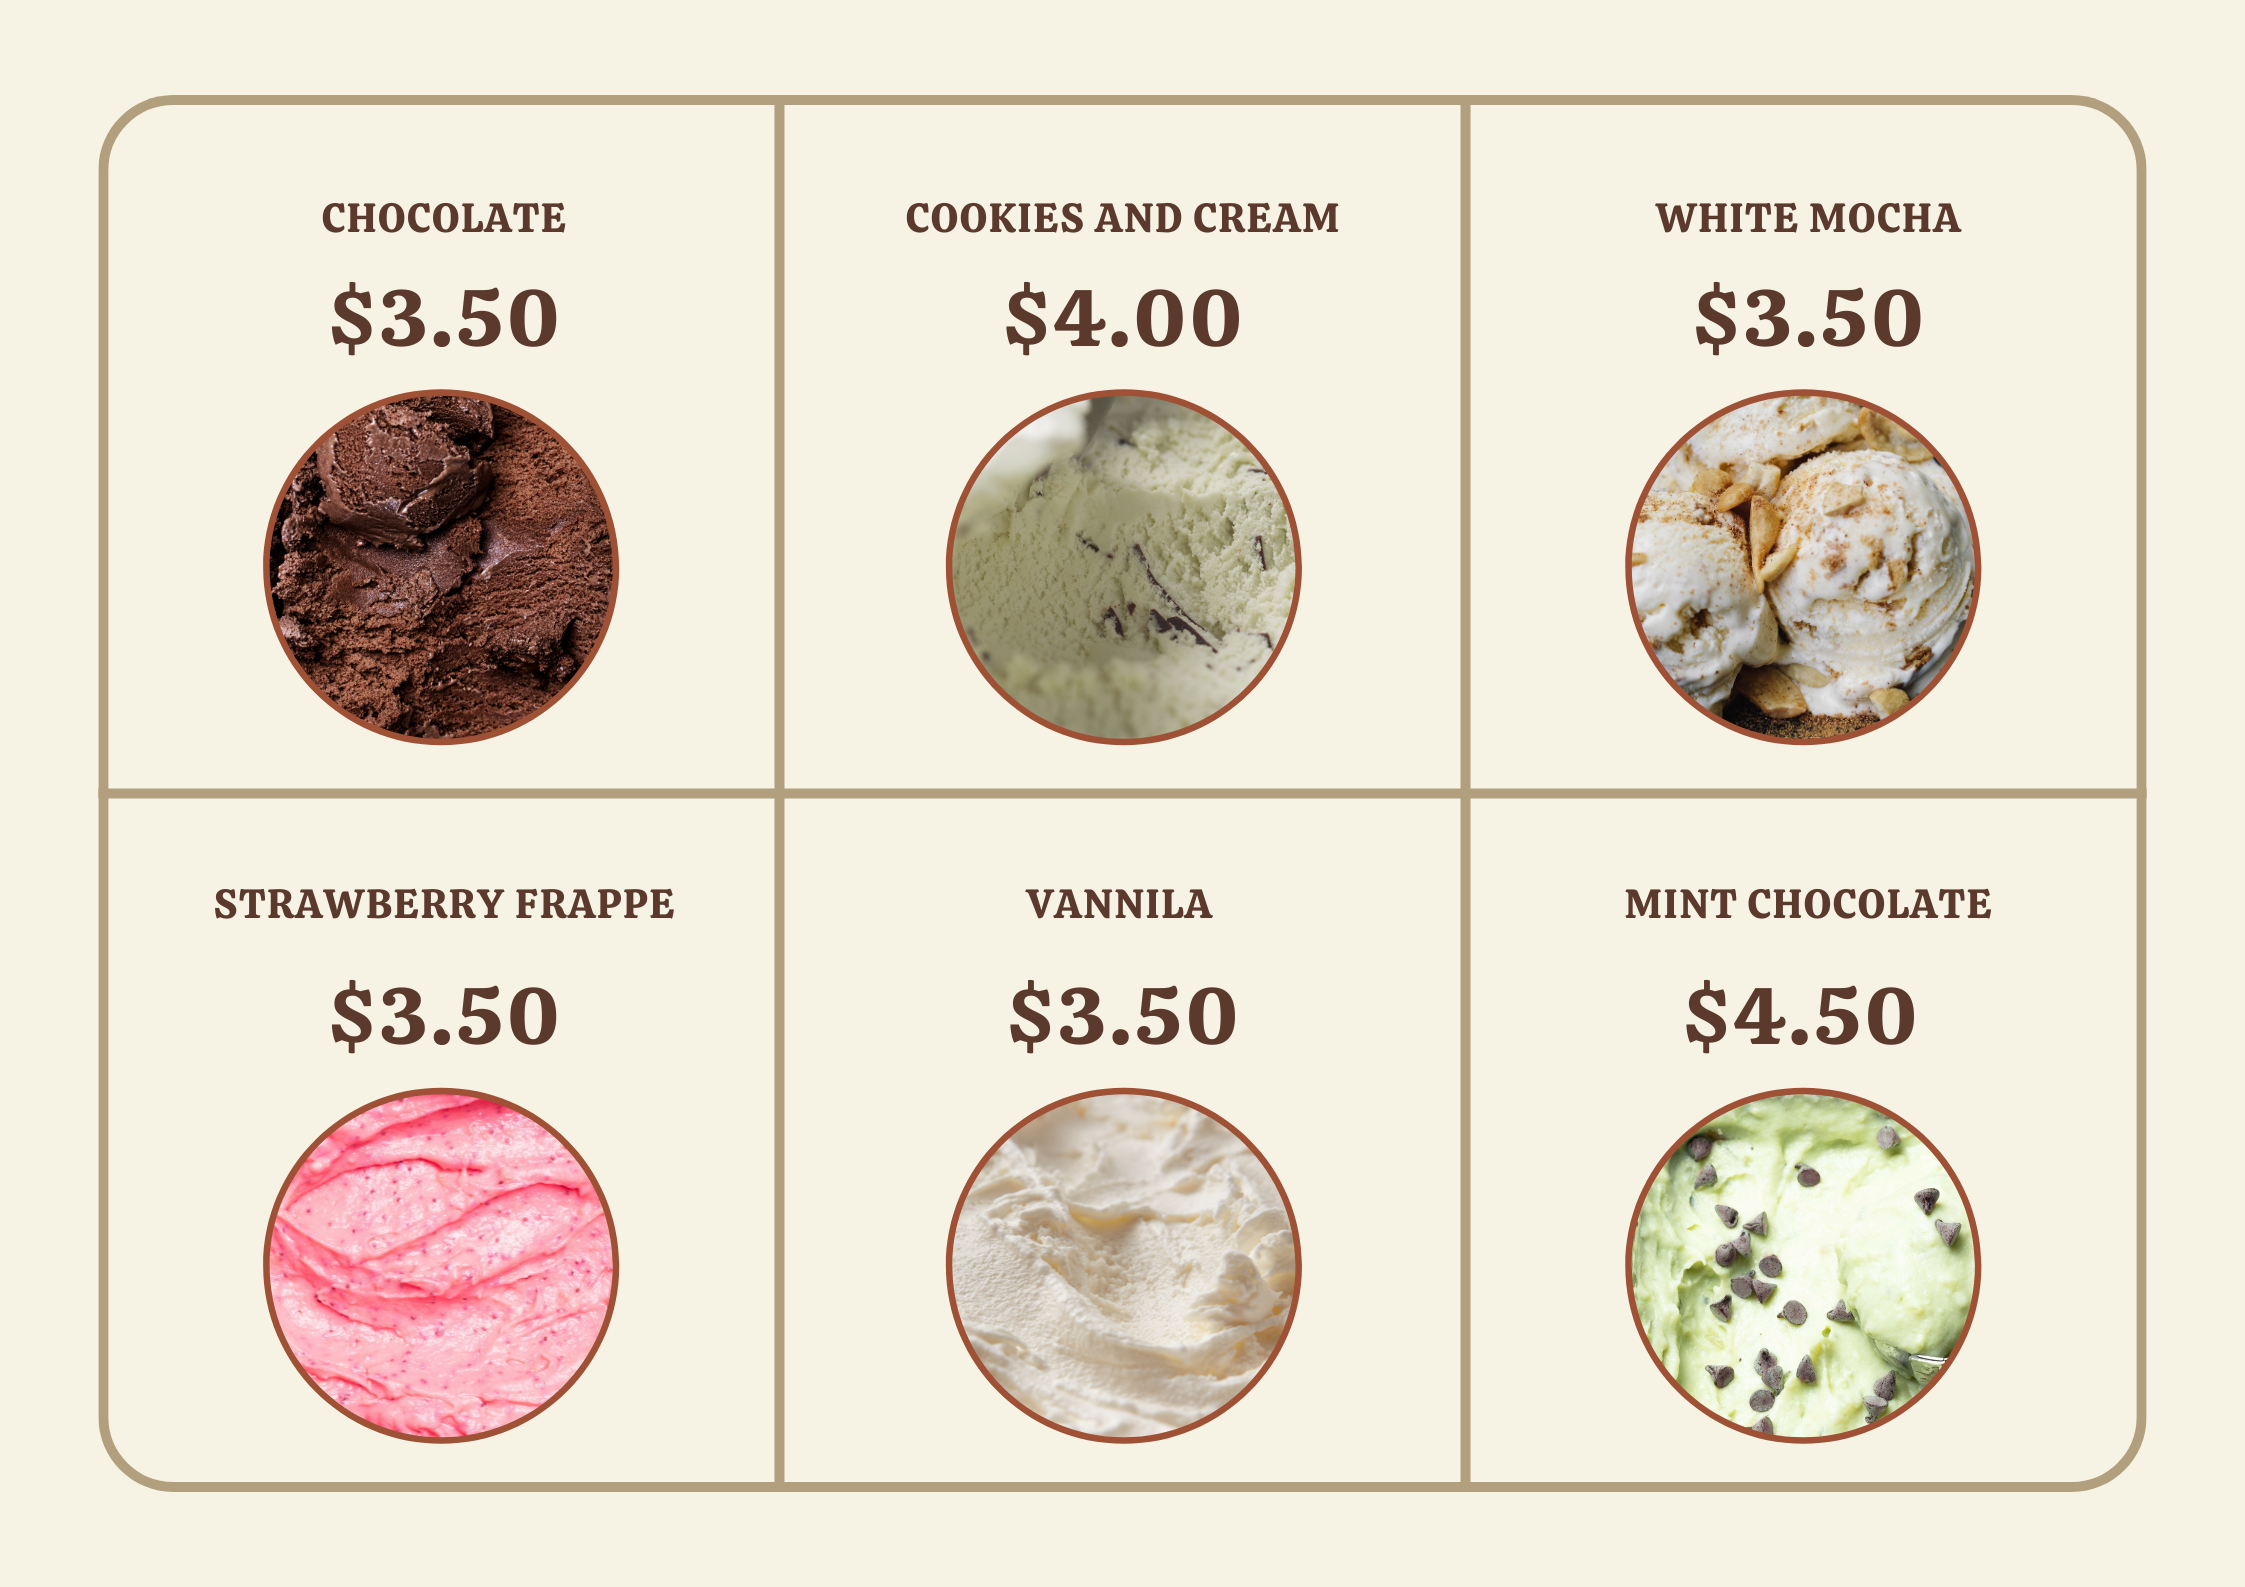 CHOCOLATE
$3.50
COOKIES AND CREAM
$4.00
WHITE MOCHA
$3.50
STRAWBERRY FRAPPE
$3.50
VANNILA
$3.50
MINT CHOCOLATE
$4.50